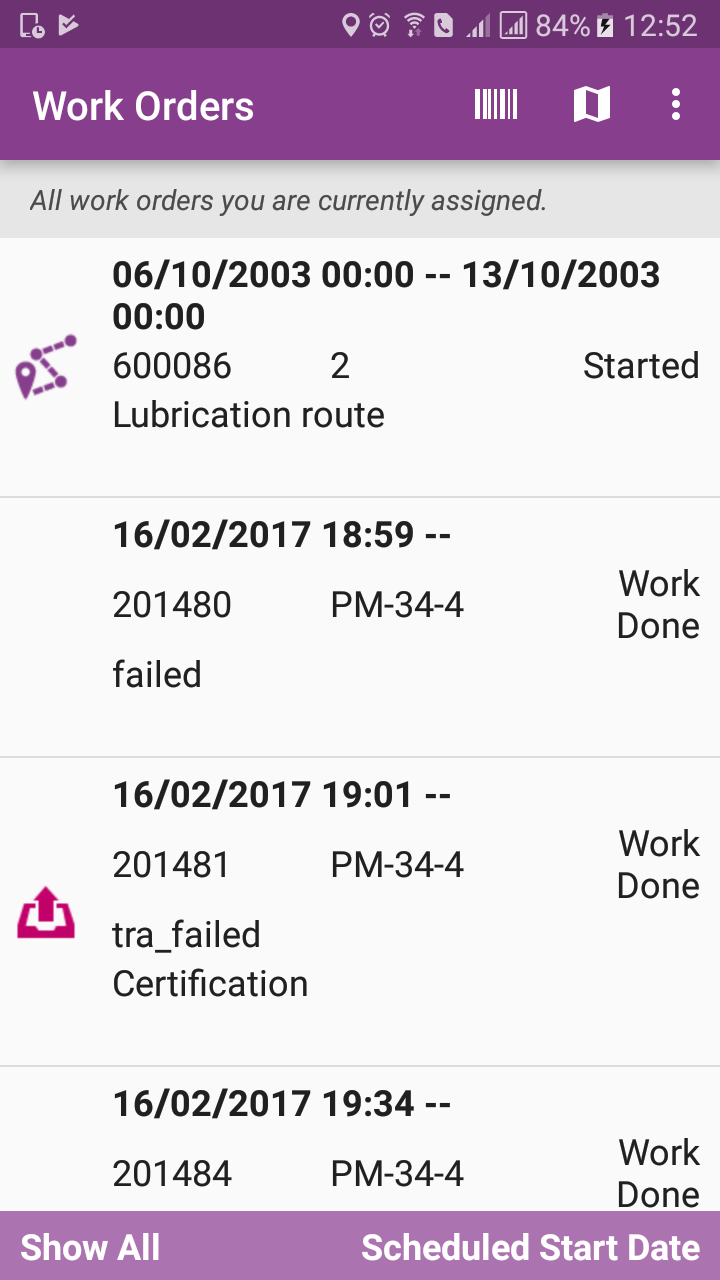 84% 12:52
Work Orders
All work orders you are currently assigned.
06/10/2003 00:00 -- 13/10/2003
00:00
600086 2 Started
Lubrication route
16/02/2017 18:59 --
201480 PM-34-4 Work
Done
failed
16/02/2017 19:01 --
201481 PM-34-4 Work
Done
tra_failed
Certification
16/02/2017 19:34 --
201484 PM-34-4 Work
Done
Show All Scheduled Start Date